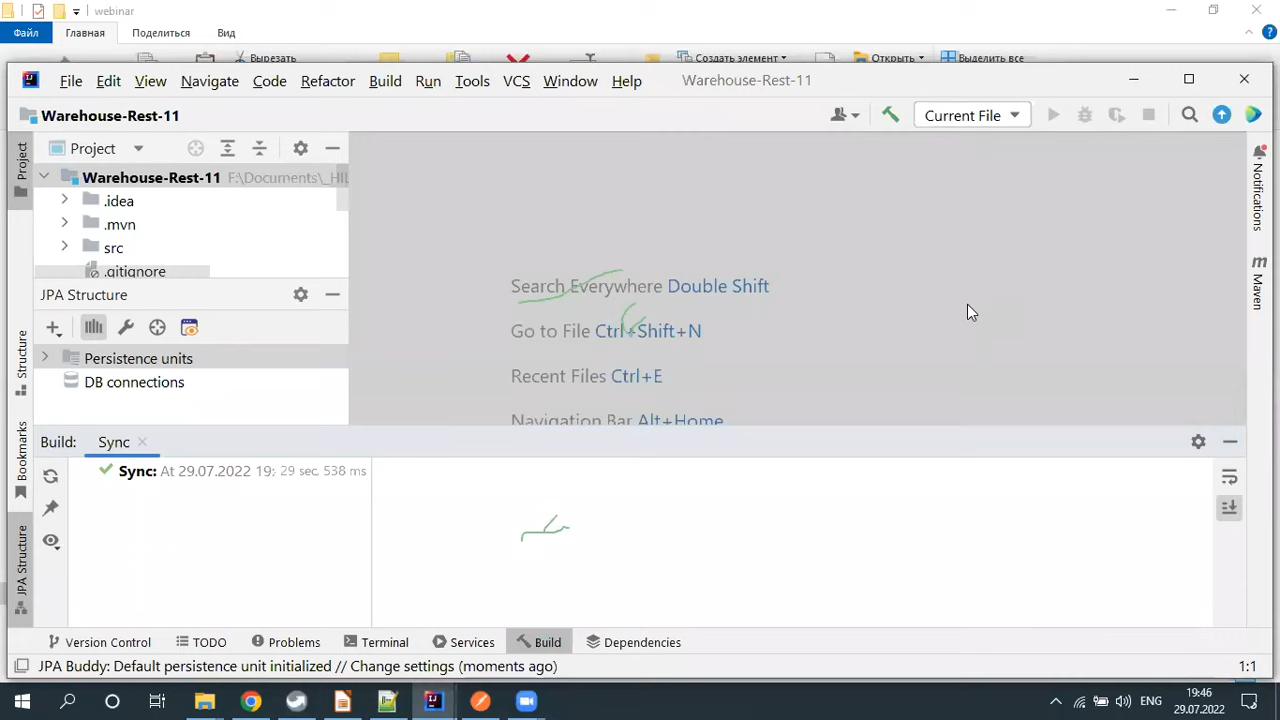 webinar
Файл Главная Поделиться Вид
Вырезать Создать элемент Открыть Выделить все
File Edit View Navigate Code Refactor Build Run Tools VCS Window Help Warehouse-Rest-11
Warehouse-Rest-11 Current File
Project
Project
Warehouse-Rest-11 F:\Documents\_HIL
.idea
.mvn
src
.gitignore
JPA Structure
Persistence units
DB connections
Search Everywhere Double Shift
Go to File Ctrl+Shift+N
Recent Files Ctrl+E
Navigation Bar Alt+Home
Notifications
Maven
Structure
Bookmarks
JPA Structure
Build: Sync
Sync: At 29.07.2022 19: 29 sec, 538 ms
Version Control TODO Problems Terminal Services Build Dependencies
JPA Buddy: Default persistence unit initialized // Change settings (moments ago) 1:1
ENG 19:46
29.07.2022